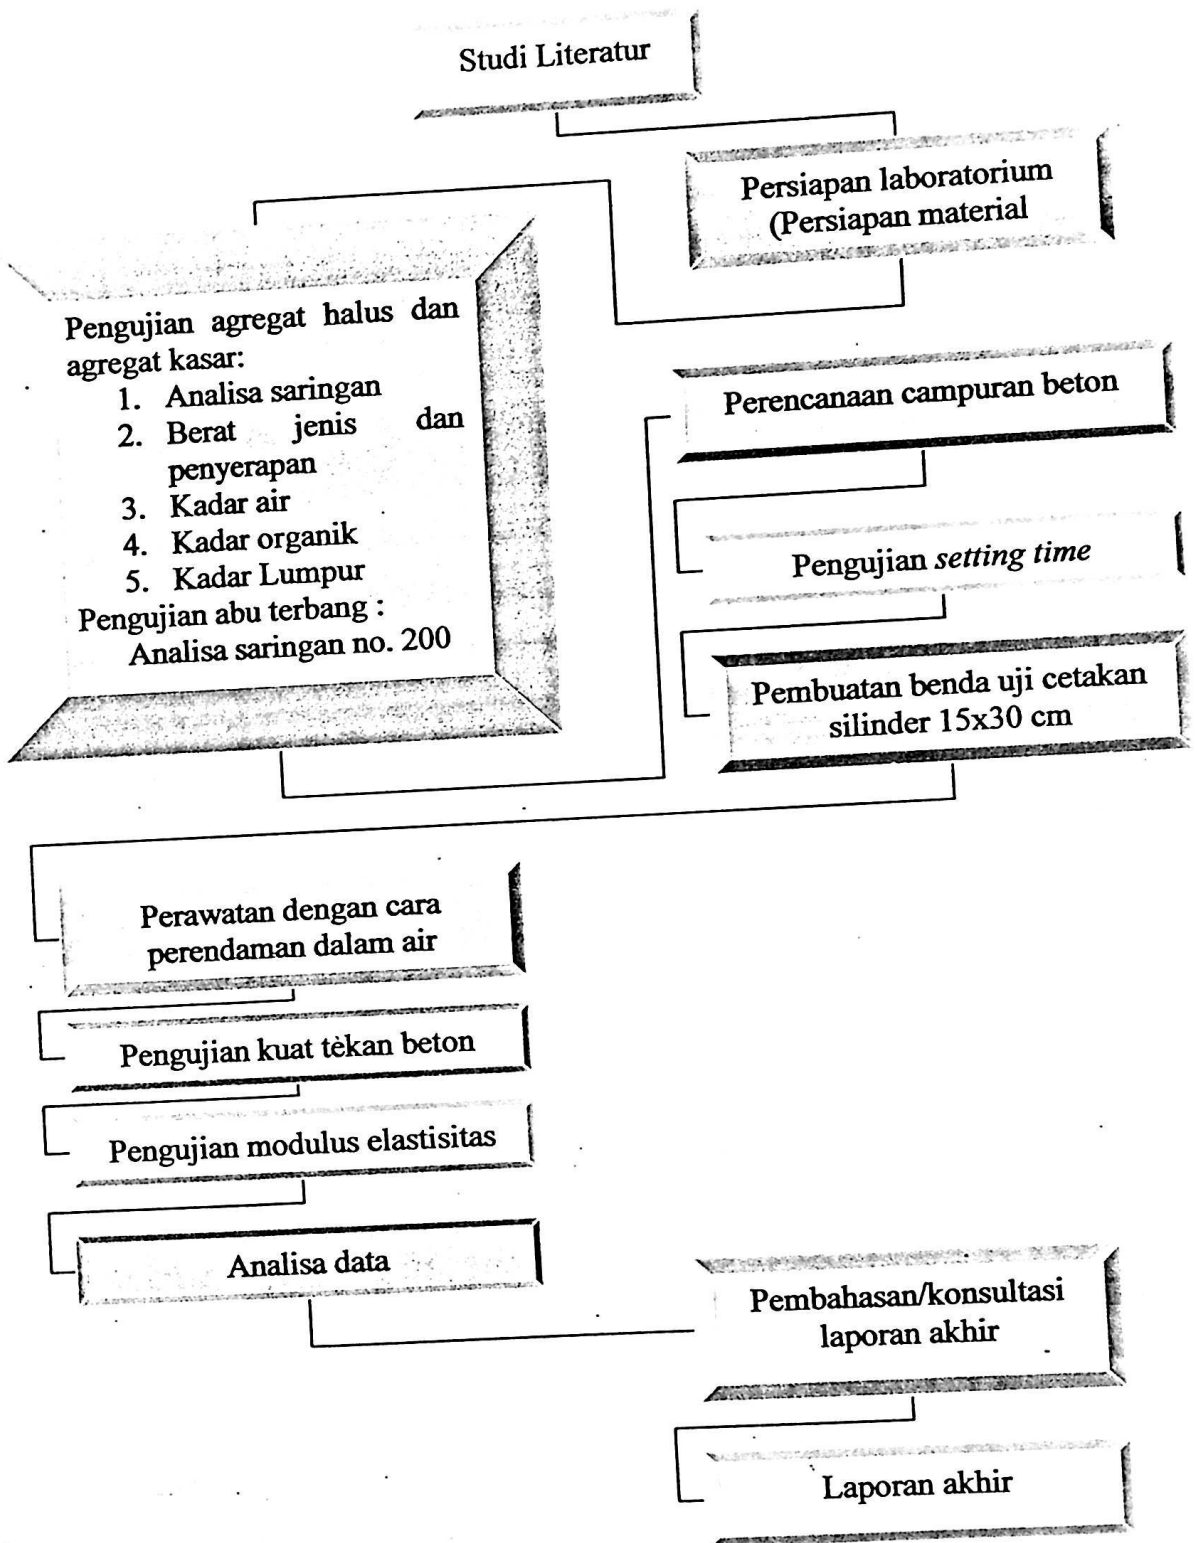 Studi Literatur
Persiapan laboratorium
(Persiapan material
Pengujian agregat halus dan
agregat kasar:
1. Analisa saringan
2. Berat jenis dan
penyerapan
3. Kadar air
4. Kadar organik
5. Kadar Lumpur
Pengujian abu terbang :
Analisa saringan no. 200
Perencanaan campuran beton
Pengujian setting time
Pembuatan benda uji cetakan
silinder 15x30 cm
Perawatan dengan cara
perendaman dalam air
Pengujian kuat tekan beton
Pengujian modulus elastisitas
Analisa data
Pembahasan/konsultasi
laporan akhir
Laporan akhir